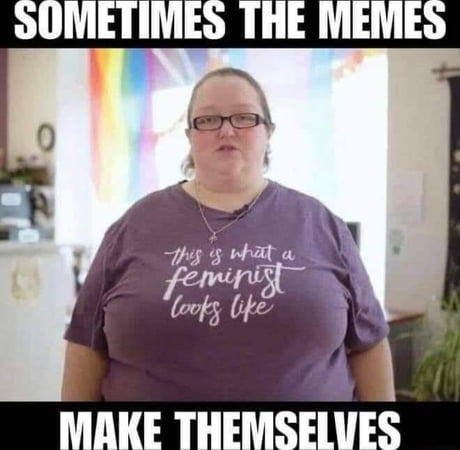 SOMETIMES THE MEMES
this is what a
feminist
looks like
MAKE THEMSELVES